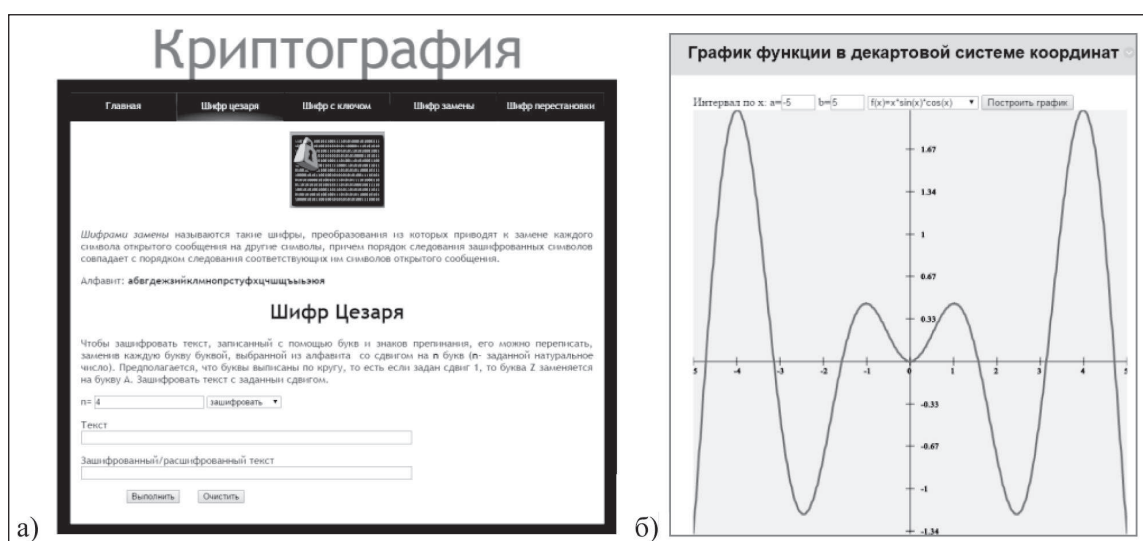 Криптография
Главная Шифр цезаря Шифр с ключом Шифр замены Шифр перестановки
Шифрами замены называются такие шифры, преобразования из которых приводят к замене каждого
символа открытого сообщения на другие символы, причем порядок следования зашифрованных символов
совпадает с порядком следования соответствующих им символов открытого сообщения.
Алфавит: абвгдежзийклмнопрстуфхцчшщъыьэюя
Шифр Цезаря
Чтобы зашифровать текст, записанный с помощью букв и знаков препинания, его можно переписать,
заменив каждую букву буквой, выбранной из алфавита со сдвигом на n букв (n- заданной натуральное
число). Предполагается, что буквы выписаны по кругу, то есть если задан сдвиг 1, то буква Z заменяется
на букву A. Зашифровать текст с заданным сдвигом.
n= 4 зашифровать
Текст
Зашифрованный/расшифрованный текст
Выполнить Очистить
а)
График функции в декартовой системе координат
Интервал по x: a=-5 b=5 f(x)=x*sin(x)*cos(x) Построить график
1.67
1.34
1
0.67
0.33
5 -4 -3 -2 -1 0 1 2 3 4 5
-0.33
-0.67
-1
-1.34
б)